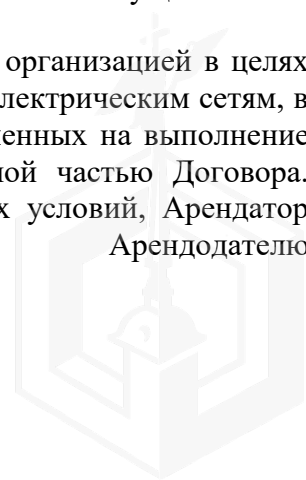 организацией в целях
лектрическим сетям, в
енных на выполнение
ной частью Договора.
х условий, Арендатор
Арендодателю